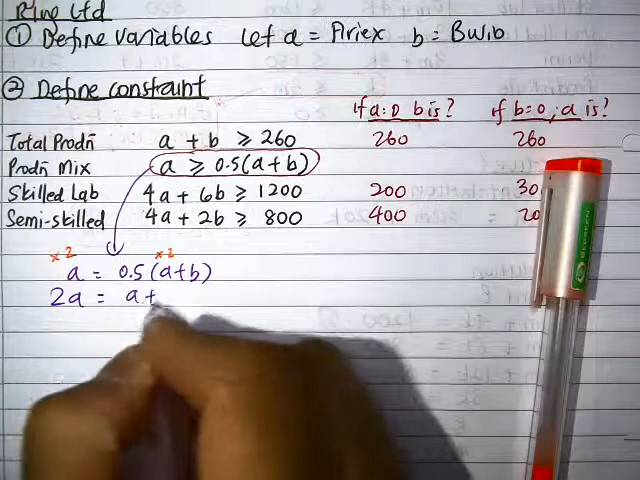 Ring Ltd
① Define variables let a = Ariex b = Bwib
② Define constraint
if a=0 b is? if b=0, a is?
Total Prodn a + b ≥ 260 260 260
Prodn Mix a ≥ 0.5(a+b)
Skilled Lab 4a + 6b ≥ 1200 200 30
Semi-skilled 4a + 2b ≥ 800 400 20
×2 ×2
a = 0.5(a+b)
2a = a +